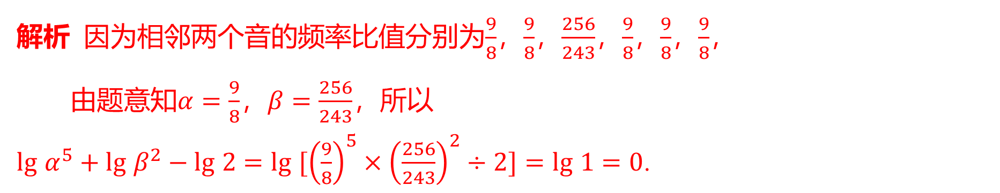 解析 因为相邻两个音的频率比值分别为$\frac{9}{8}$, $\frac{9}{8}$, $\frac{256}{243}$, $\frac{9}{8}$, $\frac{9}{8}$, $\frac{9}{8}$,
由题意知$\alpha=\frac{9}{8}$, $\beta=\frac{256}{243}$, 所以
$\lg \alpha^5+\lg \beta^2-\lg 2=\lg [\left(\frac{9}{8}\right)^5\times\left(\frac{256}{243}\right)^2\div 2]=\lg 1=0.$